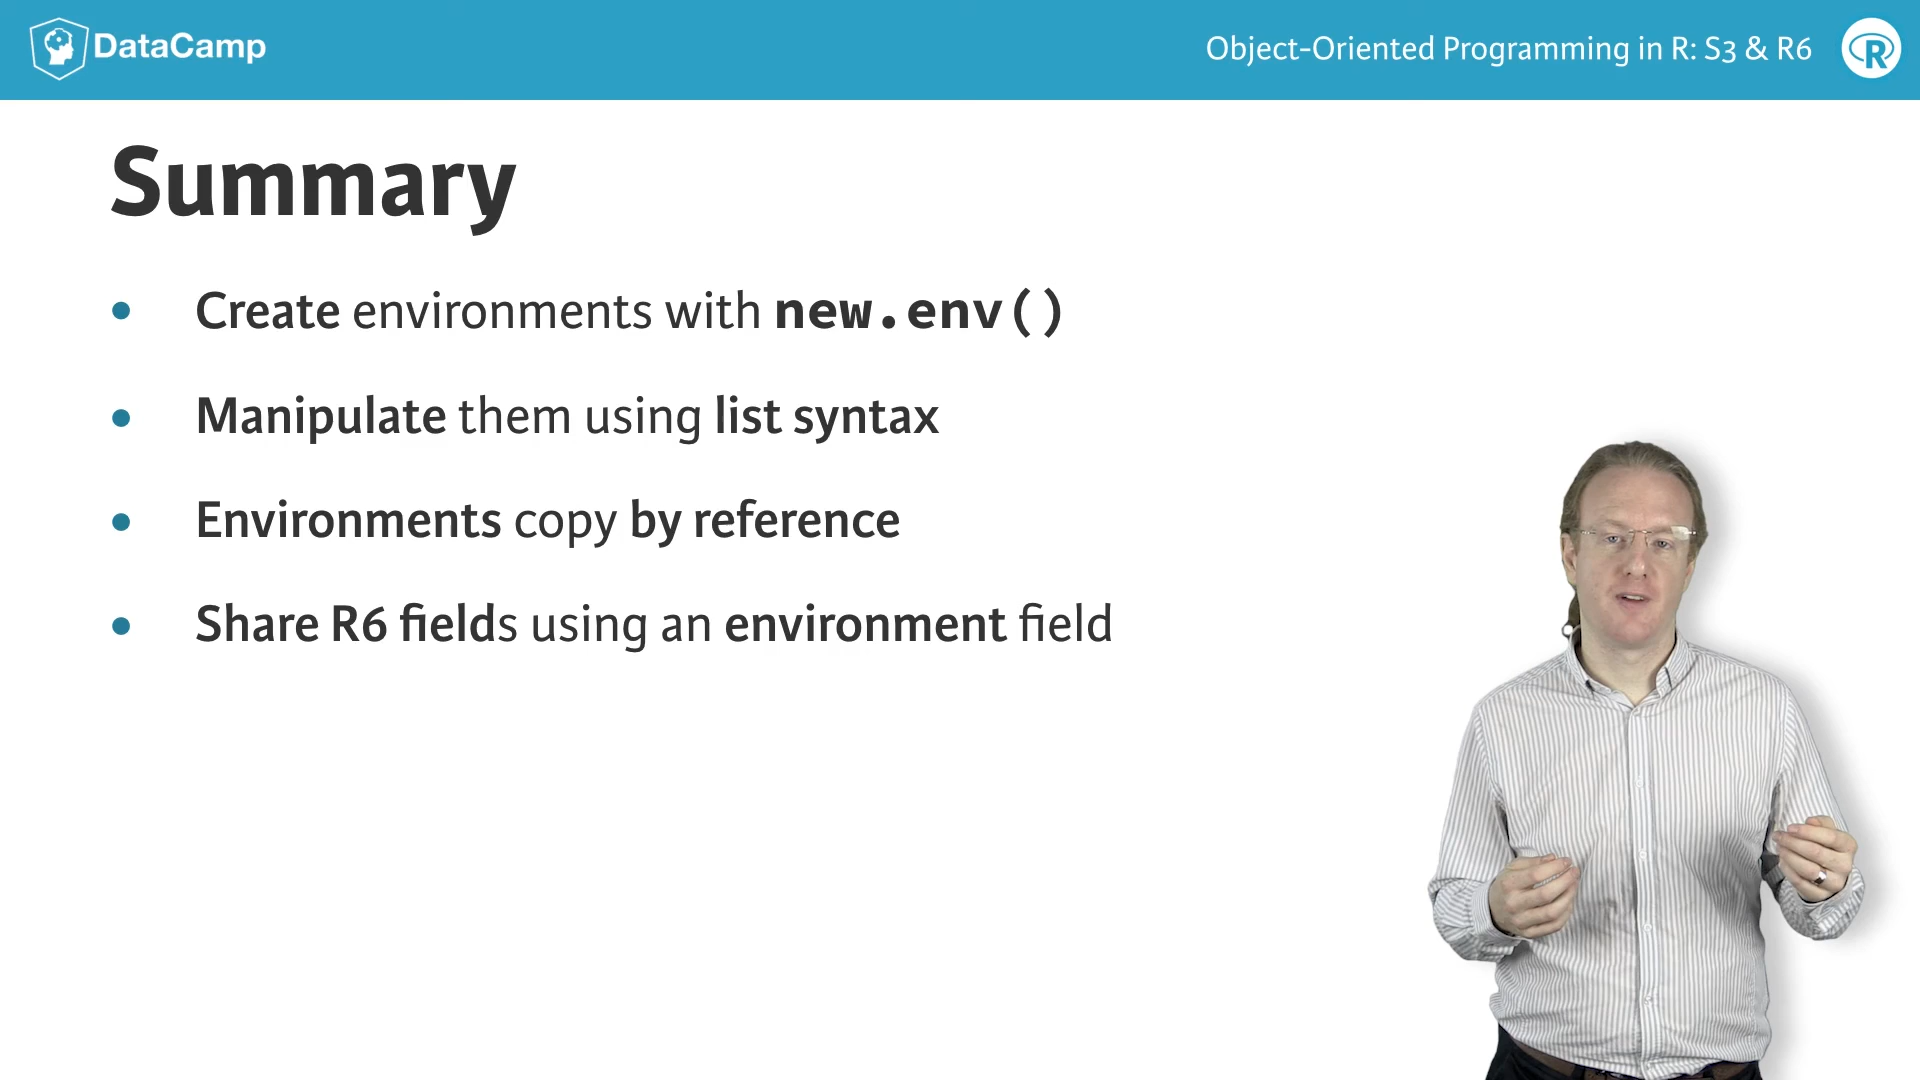 DataCamp
Object-Oriented Programming in R: S3 & R6
R
Summary
• Create environments with new.env()
• Manipulate them using list syntax
• Environments copy by reference
• Share R6 fields using an environment field